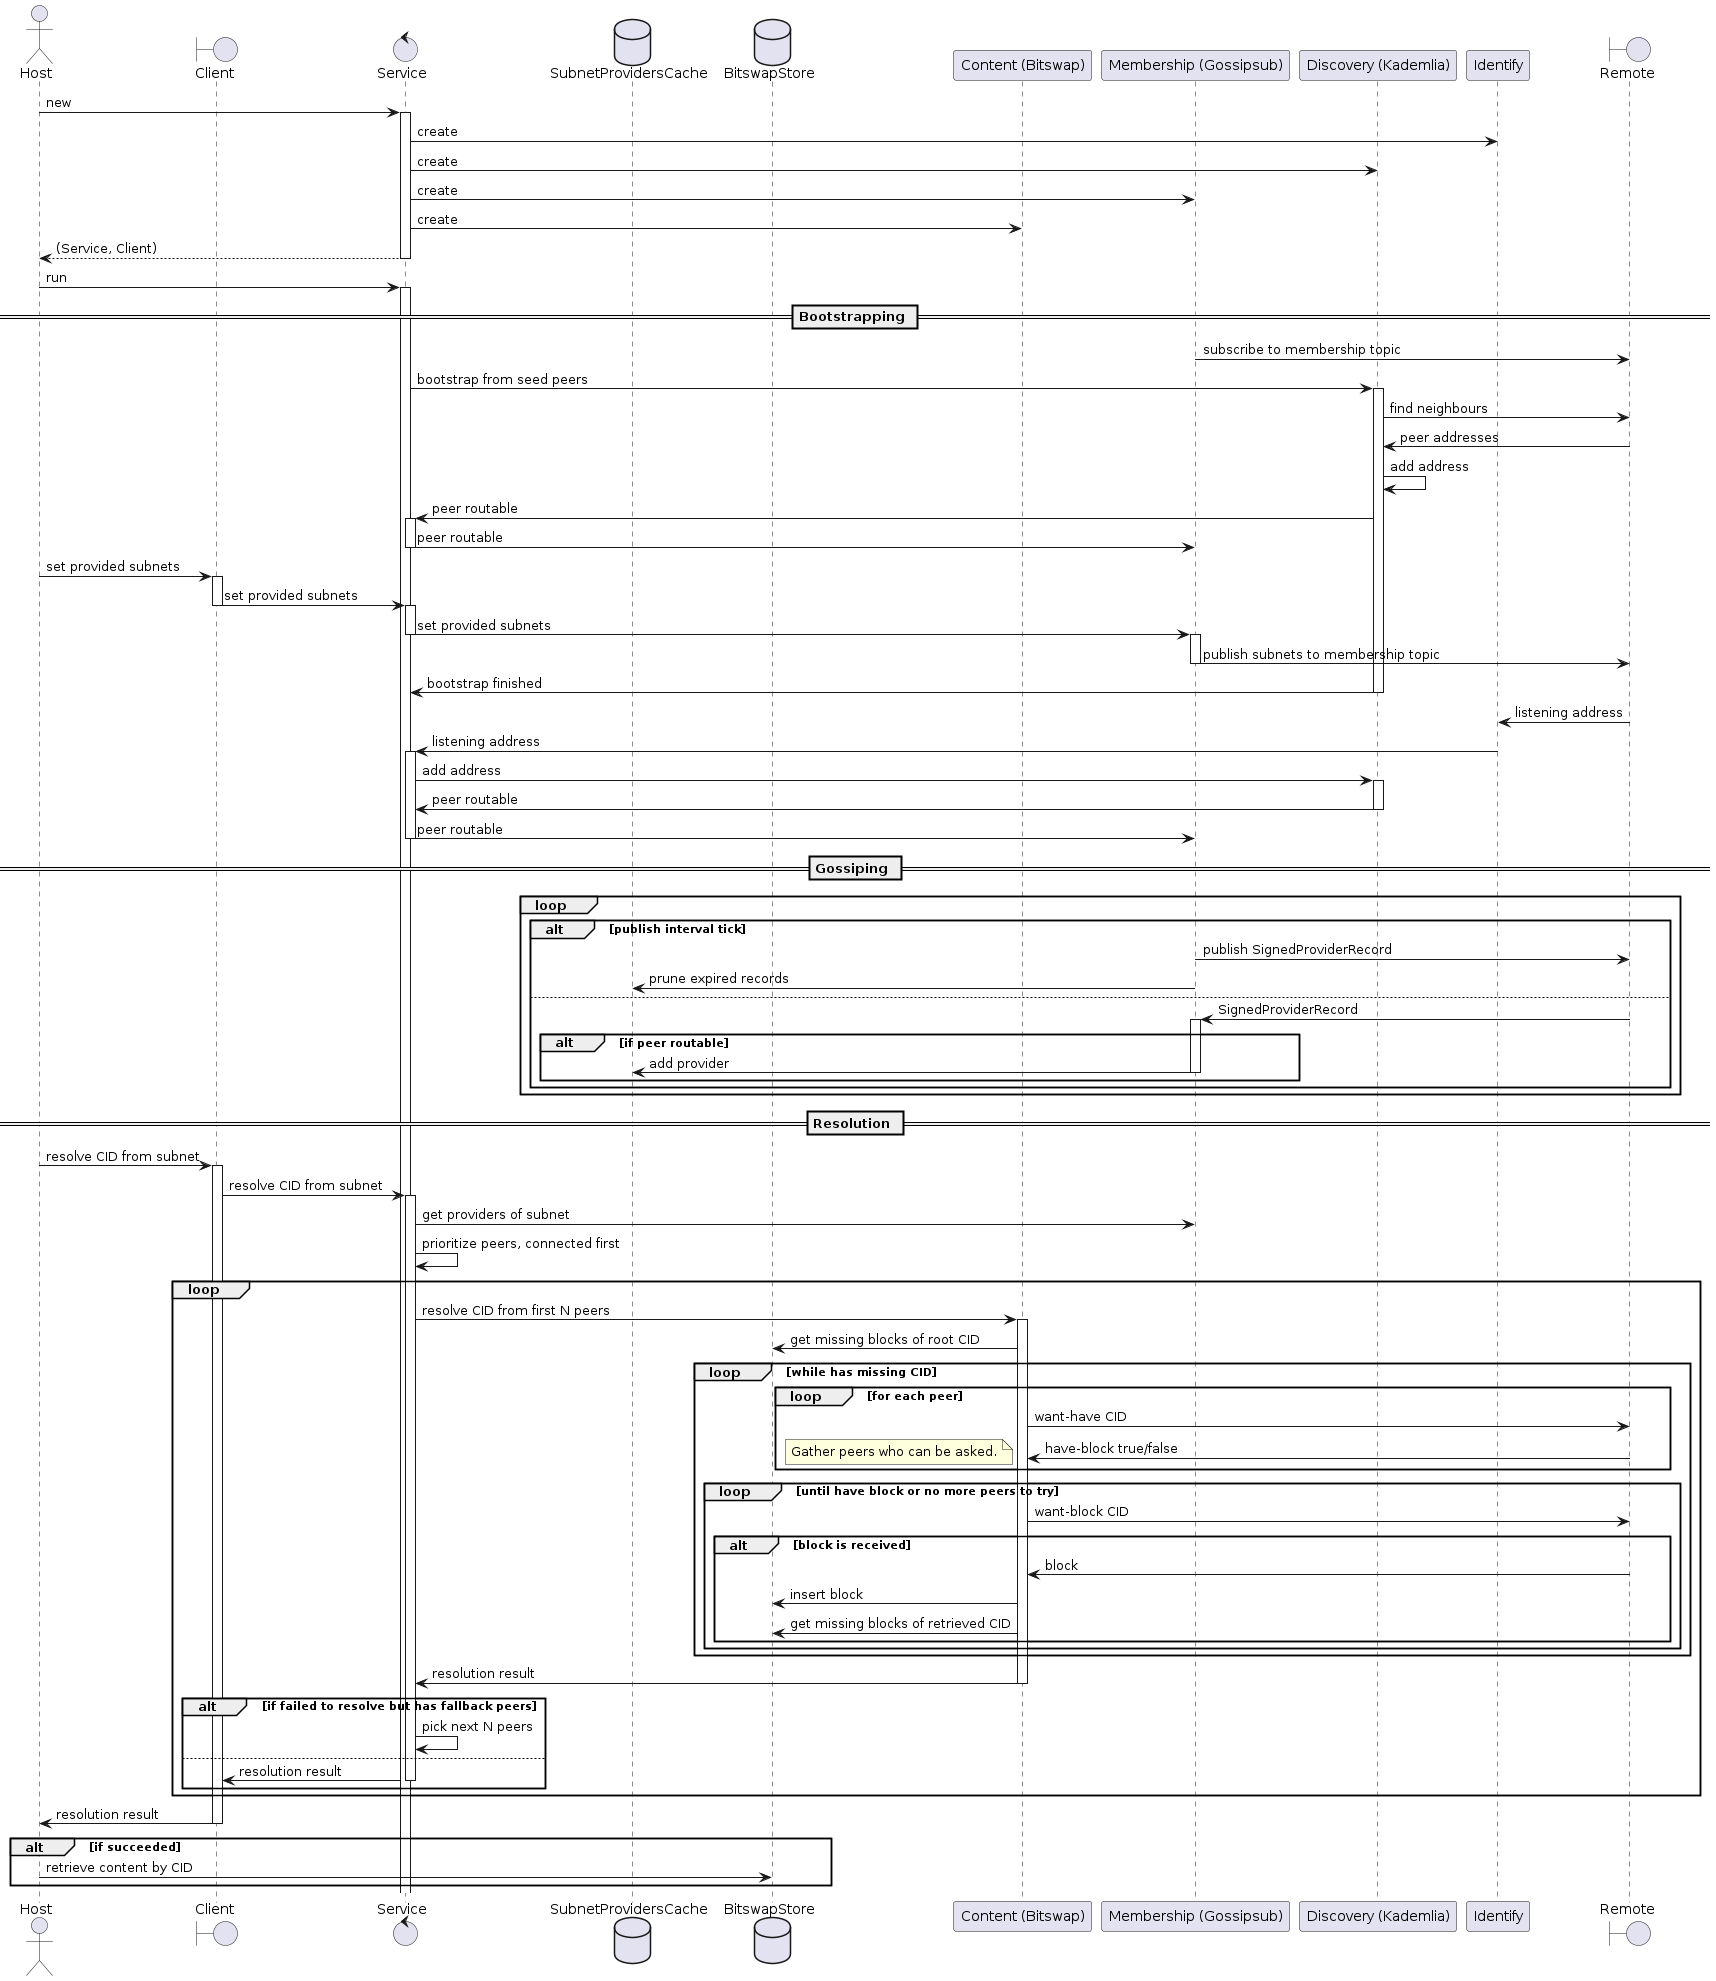 Host
Client
Service
SubnetProvidersCache
BitswapStore
Content (Bitswap)
Membership (Gossipsub)
Discovery (Kademlia)
Identify
Remote
new
create
create
create
create
(Service, Client)
run
Bootstrapping
subscribe to membership topic
bootstrap from seed peers
find neighbours
peer addresses
add address
peer routable
peer routable
set provided subnets
set provided subnets
set provided subnets
publish subnets to membership topic
bootstrap finished
listening address
listening address
add address
peer routable
peer routable
Gossiping
loop
alt [publish interval tick]
publish SignedProviderRecord
prune expired records
SignedProviderRecord
alt [if peer routable]
add provider
Resolution
resolve CID from subnet
resolve CID from subnet
get providers of subnet
prioritize peers, connected first
loop
resolve CID from first N peers
get missing blocks of root CID
loop [while has missing CID]
loop [for each peer]
want-have CID
Gather peers who can be asked.
have-block true/false
loop [until have block or no more peers to try]
want-block CID
alt [block is received]
block
insert block
get missing blocks of retrieved CID
resolution result
alt [if failed to resolve but has fallback peers]
pick next N peers
resolution result
resolution result
alt [if succeeded]
retrieve content by CID
Host
Client
Service
SubnetProvidersCache
BitswapStore
Content (Bitswap)
Membership (Gossipsub)
Discovery (Kademlia)
Identify
Remote